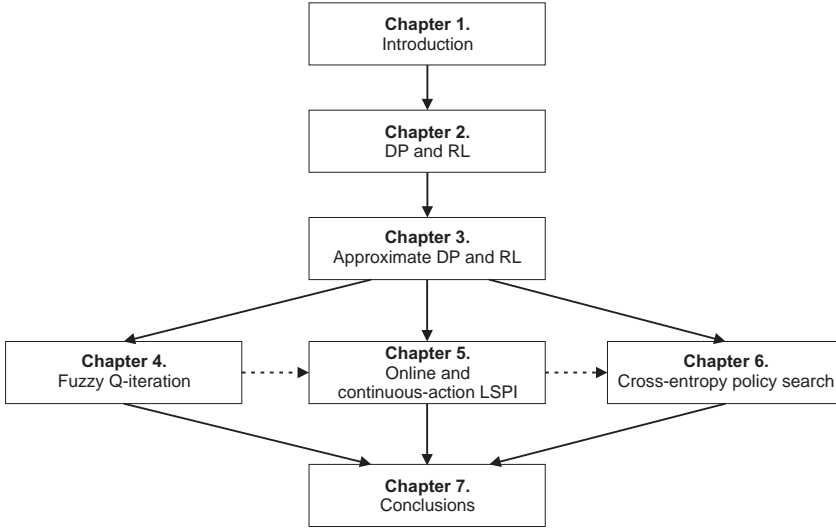 Chapter 1.
Introduction
Chapter 2.
DP and RL
Chapter 3.
Approximate DP and RL
Chapter 4.
Fuzzy Q-iteration
Chapter 5.
Online and
continuous-action LSPI
Chapter 6.
Cross-entropy policy search
Chapter 7.
Conclusions